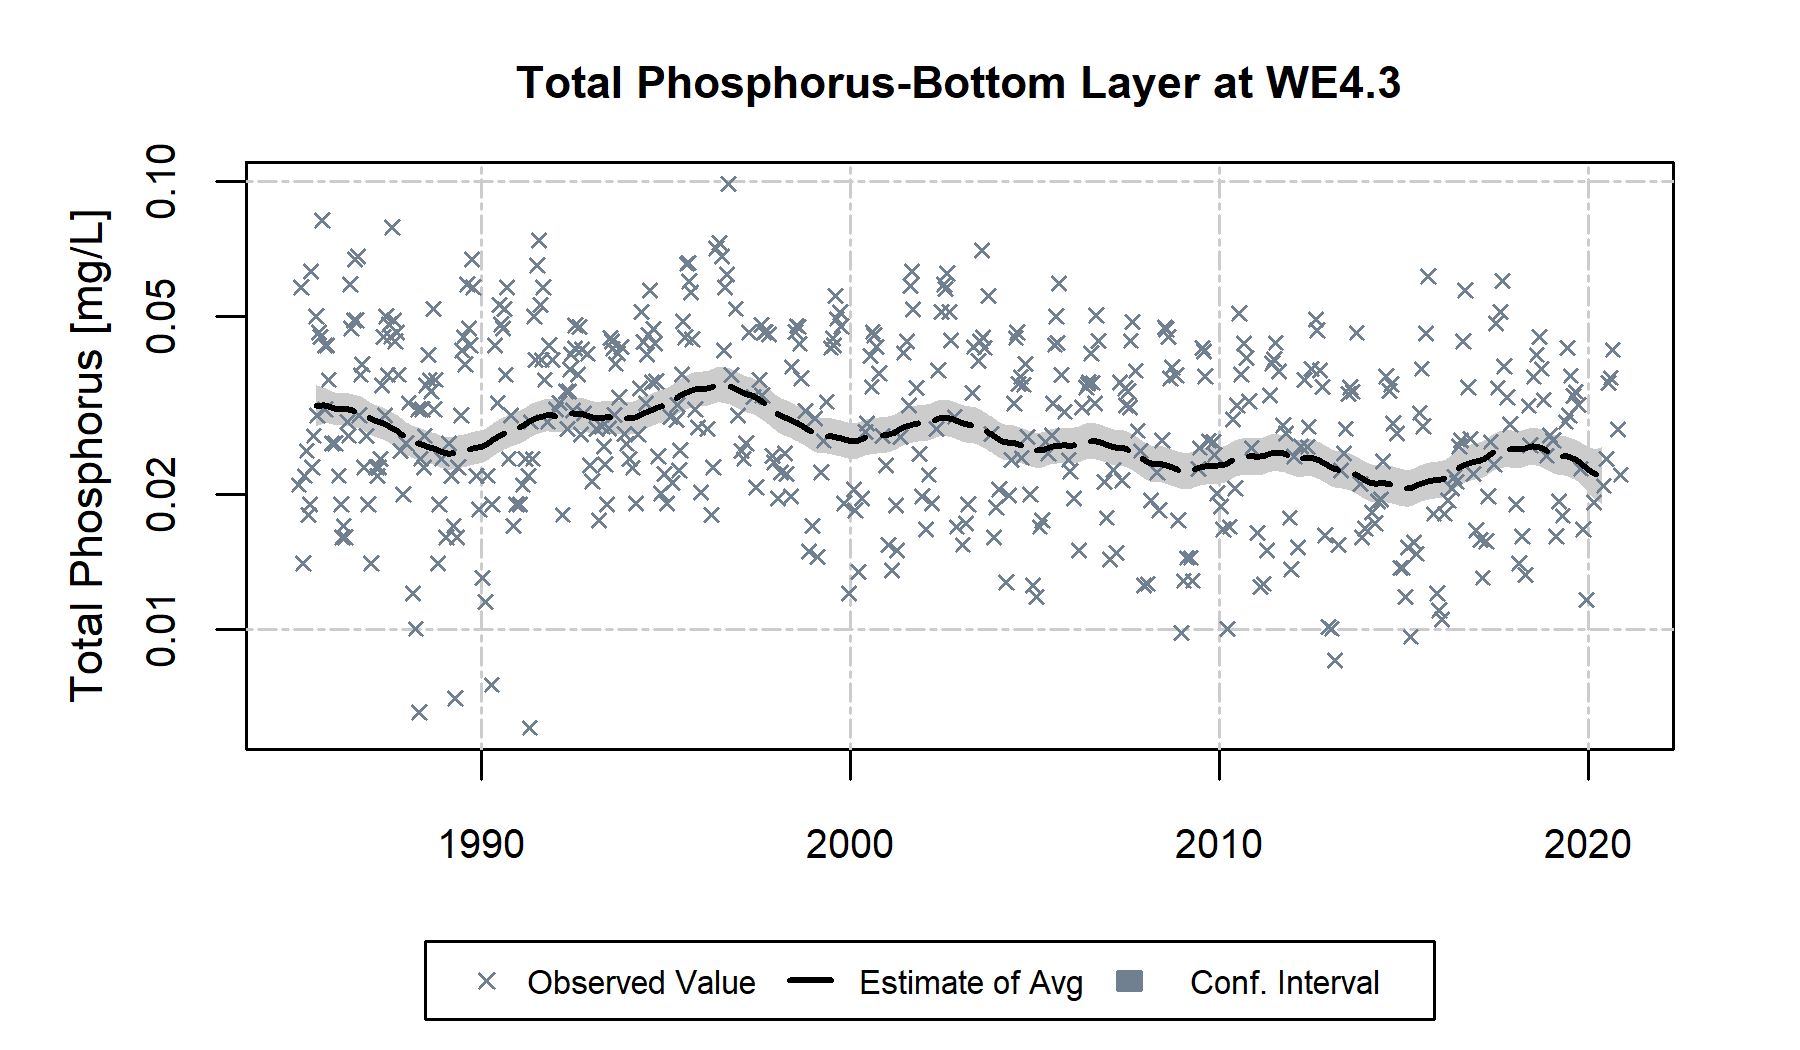 Total Phosphorus-Bottom Layer at WE4.3
Total Phosphorus [mg/L]
0.10
0.05
0.02
0.01
1990 2000 2010 2020
Observed Value Estimate of Avg Conf. Interval